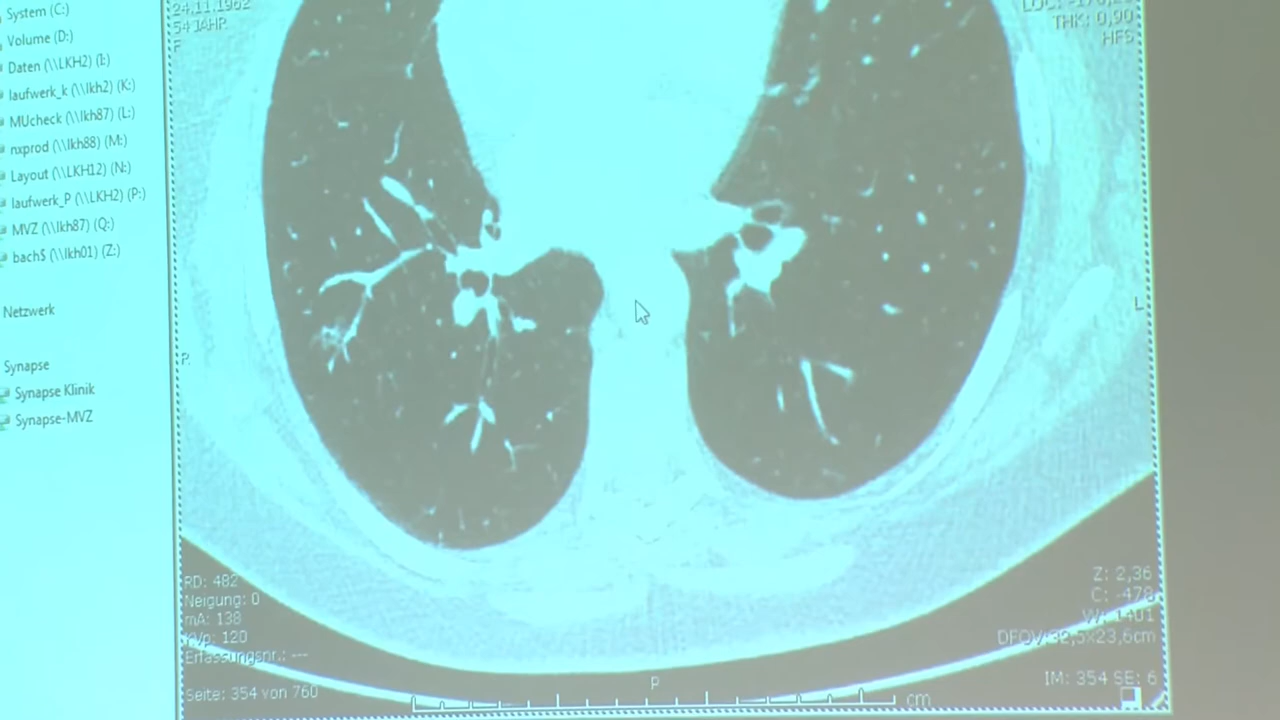 System (C:)
Volume (D:)
Daten (\\LKH2) (I:)
laufwerk_k (\\lkh2) (K:)
MUcheck (\\lkh87) (L:)
nxprod (\\lkh88) (M:)
Layout (\\LKH12) (N:)
laufwerk_P (\\LKH2) (P:)
MVZ (\\lkh87) (Q:)
bach$ (\\lkh01) (Z:)
Netzwerk
Synapse
Synapse Klinik
Synapse-MVZ
24.11.1962
54 JAHR
F
THK: 0,90
HFS
R
L
RD: 482
Neigung: 0
mA: 138
KVp: 120
Erfassungsnr.: ---
Seite: 354 von 760
p
cm
Z: 2,36
C: -478
W: 1401
DFOV: 32,5x23,6cm
IM: 354 SE: 6